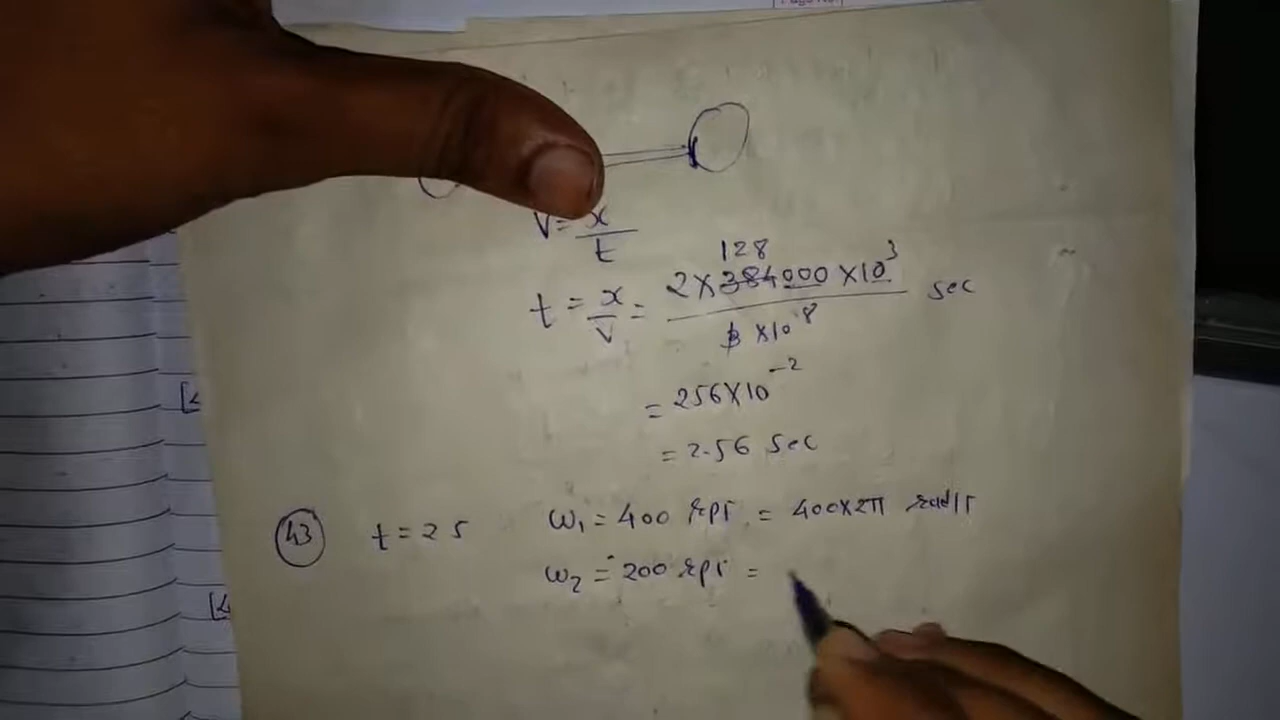 V = x/t
128
t = x/V = 2×384000×10³ / 3×10⁸ sec
= 256×10⁻²
= 2.56 sec
43 t = 2s ω₁ = 400 rps = 400×2π rad/s
ω₂ = 200 rps =